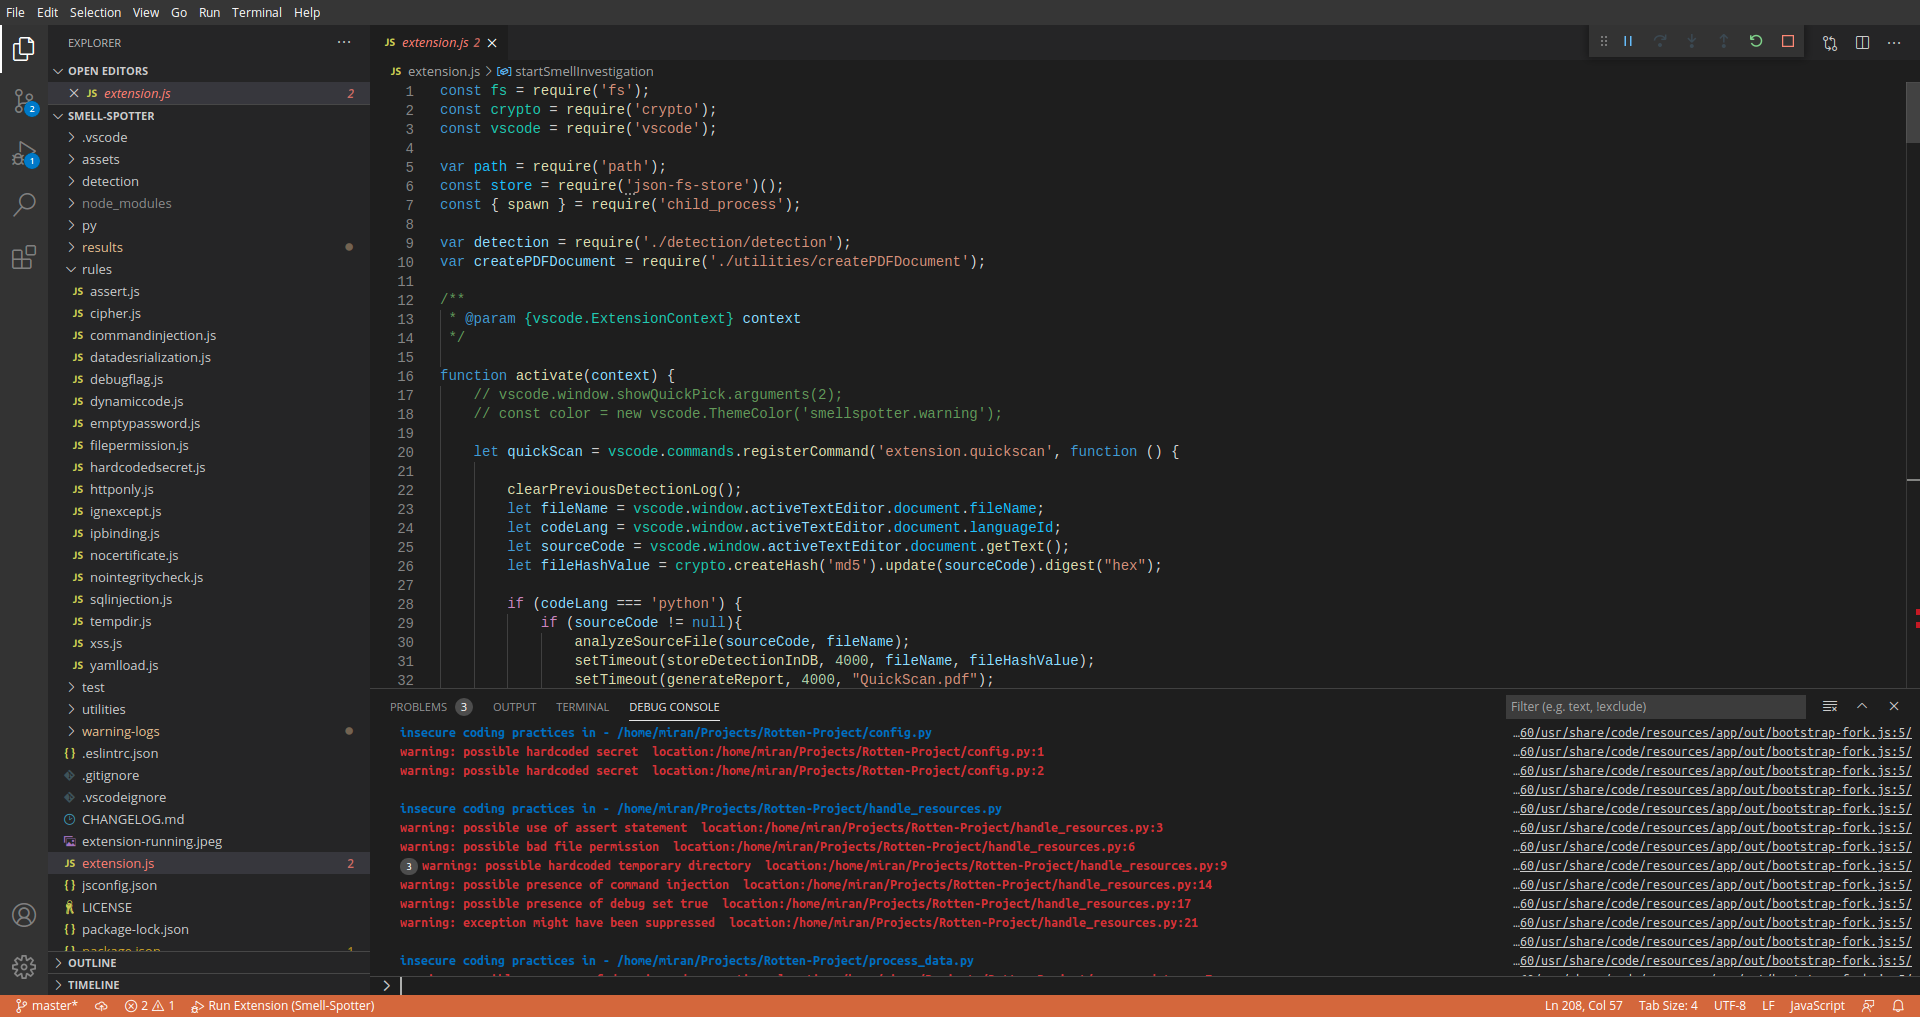 File Edit Selection View Go Run Terminal Help
EXPLORER
OPEN EDITORS
JS extension.js 2
SMELL-SPOTTER
.vscode
assets
detection
node_modules
py
results
rules
JS assert.js
JS cipher.js
JS commandinjection.js
JS datadesrialization.js
JS debugflag.js
JS dynamiccode.js
JS emptypassword.js
JS filepermission.js
JS hardcodedsecret.js
JS httponly.js
JS ignexcept.js
JS ipbinding.js
JS nocertificate.js
JS nointegritycheck.js
JS sqlinjection.js
JS tempdir.js
JS xss.js
JS yamlload.js
test
utilities
warning-logs
{} .eslintrc.json
.gitignore
.vscodeignore
CHANGELOG.md
extension-running.jpeg
JS extension.js 2
{} jsconfig.json
LICENSE
{} package-lock.json
{} package.json 1
OUTLINE
TIMELINE
2
1
JS extension.js 2
JS extension.js > startSmellInvestigation
1 const fs = require('fs');
2 const crypto = require('crypto');
3 const vscode = require('vscode');
4
5 var path = require('path');
6 const store = require('json-fs-store')();
7 const { spawn } = require('child_process');
8
9 var detection = require('./detection/detection');
10 var createPDFDocument = require('./utilities/createPDFDocument');
11
12 /**
13 * @param {vscode.ExtensionContext} context
14 */
15
16 function activate(context) {
17 // vscode.window.showQuickPick.arguments(2);
18 // const color = new vscode.ThemeColor('smellspotter.warning');
19
20 let quickScan = vscode.commands.registerCommand('extension.quickscan', function () {
21
22 clearPreviousDetectionLog();
23 let fileName = vscode.window.activeTextEditor.document.fileName;
24 let codeLang = vscode.window.activeTextEditor.document.languageId;
25 let sourceCode = vscode.window.activeTextEditor.document.getText();
26 let fileHashValue = crypto.createHash('md5').update(sourceCode).digest("hex");
27
28 if (codeLang === 'python') {
29 if (sourceCode != null){
30 analyzeSourceFile(sourceCode, fileName);
31 setTimeout(storeDetectionInDB, 4000, fileName, fileHashValue);
32 setTimeout(generateReport, 4000, "QuickScan.pdf");
PROBLEMS 3 OUTPUT TERMINAL DEBUG CONSOLE Filter (e.g. text, !exclude)
insecure coding practices in - /home/miran/Projects/Rotten-Project/config.py …60/usr/share/code/resources/app/out/bootstrap-fork.js:5/
warning: possible hardcoded secret location:/home/miran/Projects/Rotten-Project/config.py:1 …60/usr/share/code/resources/app/out/bootstrap-fork.js:5/
warning: possible hardcoded secret location:/home/miran/Projects/Rotten-Project/config.py:2 …60/usr/share/code/resources/app/out/bootstrap-fork.js:5/
…60/usr/share/code/resources/app/out/bootstrap-fork.js:5/
insecure coding practices in - /home/miran/Projects/Rotten-Project/handle_resources.py …60/usr/share/code/resources/app/out/bootstrap-fork.js:5/
warning: possible use of assert statement location:/home/miran/Projects/Rotten-Project/handle_resources.py:3 …60/usr/share/code/resources/app/out/bootstrap-fork.js:5/
warning: possible bad file permission location:/home/miran/Projects/Rotten-Project/handle_resources.py:6 …60/usr/share/code/resources/app/out/bootstrap-fork.js:5/
3 warning: possible hardcoded temporary directory location:/home/miran/Projects/Rotten-Project/handle_resources.py:9 …60/usr/share/code/resources/app/out/bootstrap-fork.js:5/
warning: possible presence of command injection location:/home/miran/Projects/Rotten-Project/handle_resources.py:14 …60/usr/share/code/resources/app/out/bootstrap-fork.js:5/
warning: possible presence of debug set true location:/home/miran/Projects/Rotten-Project/handle_resources.py:17 …60/usr/share/code/resources/app/out/bootstrap-fork.js:5/
warning: exception might have been suppressed location:/home/miran/Projects/Rotten-Project/handle_resources.py:21 …60/usr/share/code/resources/app/out/bootstrap-fork.js:5/
…60/usr/share/code/resources/app/out/bootstrap-fork.js:5/
insecure coding practices in - /home/miran/Projects/Rotten-Project/process_data.py …60/usr/share/code/resources/app/out/bootstrap-fork.js:5/
>
master* 2 1 Run Extension (Smell-Spotter) Ln 208, Col 57 Tab Size: 4 UTF-8 LF JavaScript